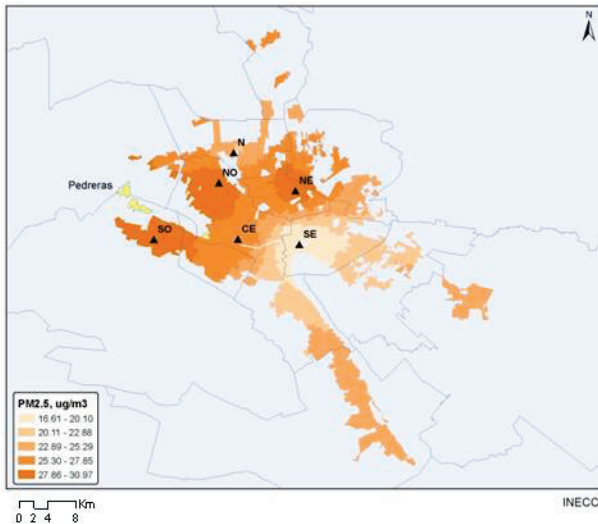 N
N
NO
NE
Pedreras
SO
CE
SE
PM2.5, ug/m3
16.61 - 20.10
20.11 - 22.88
22.89 - 25.29
25.30 - 27.85
27.86 - 30.97
INECC
Km
0 2 4 8